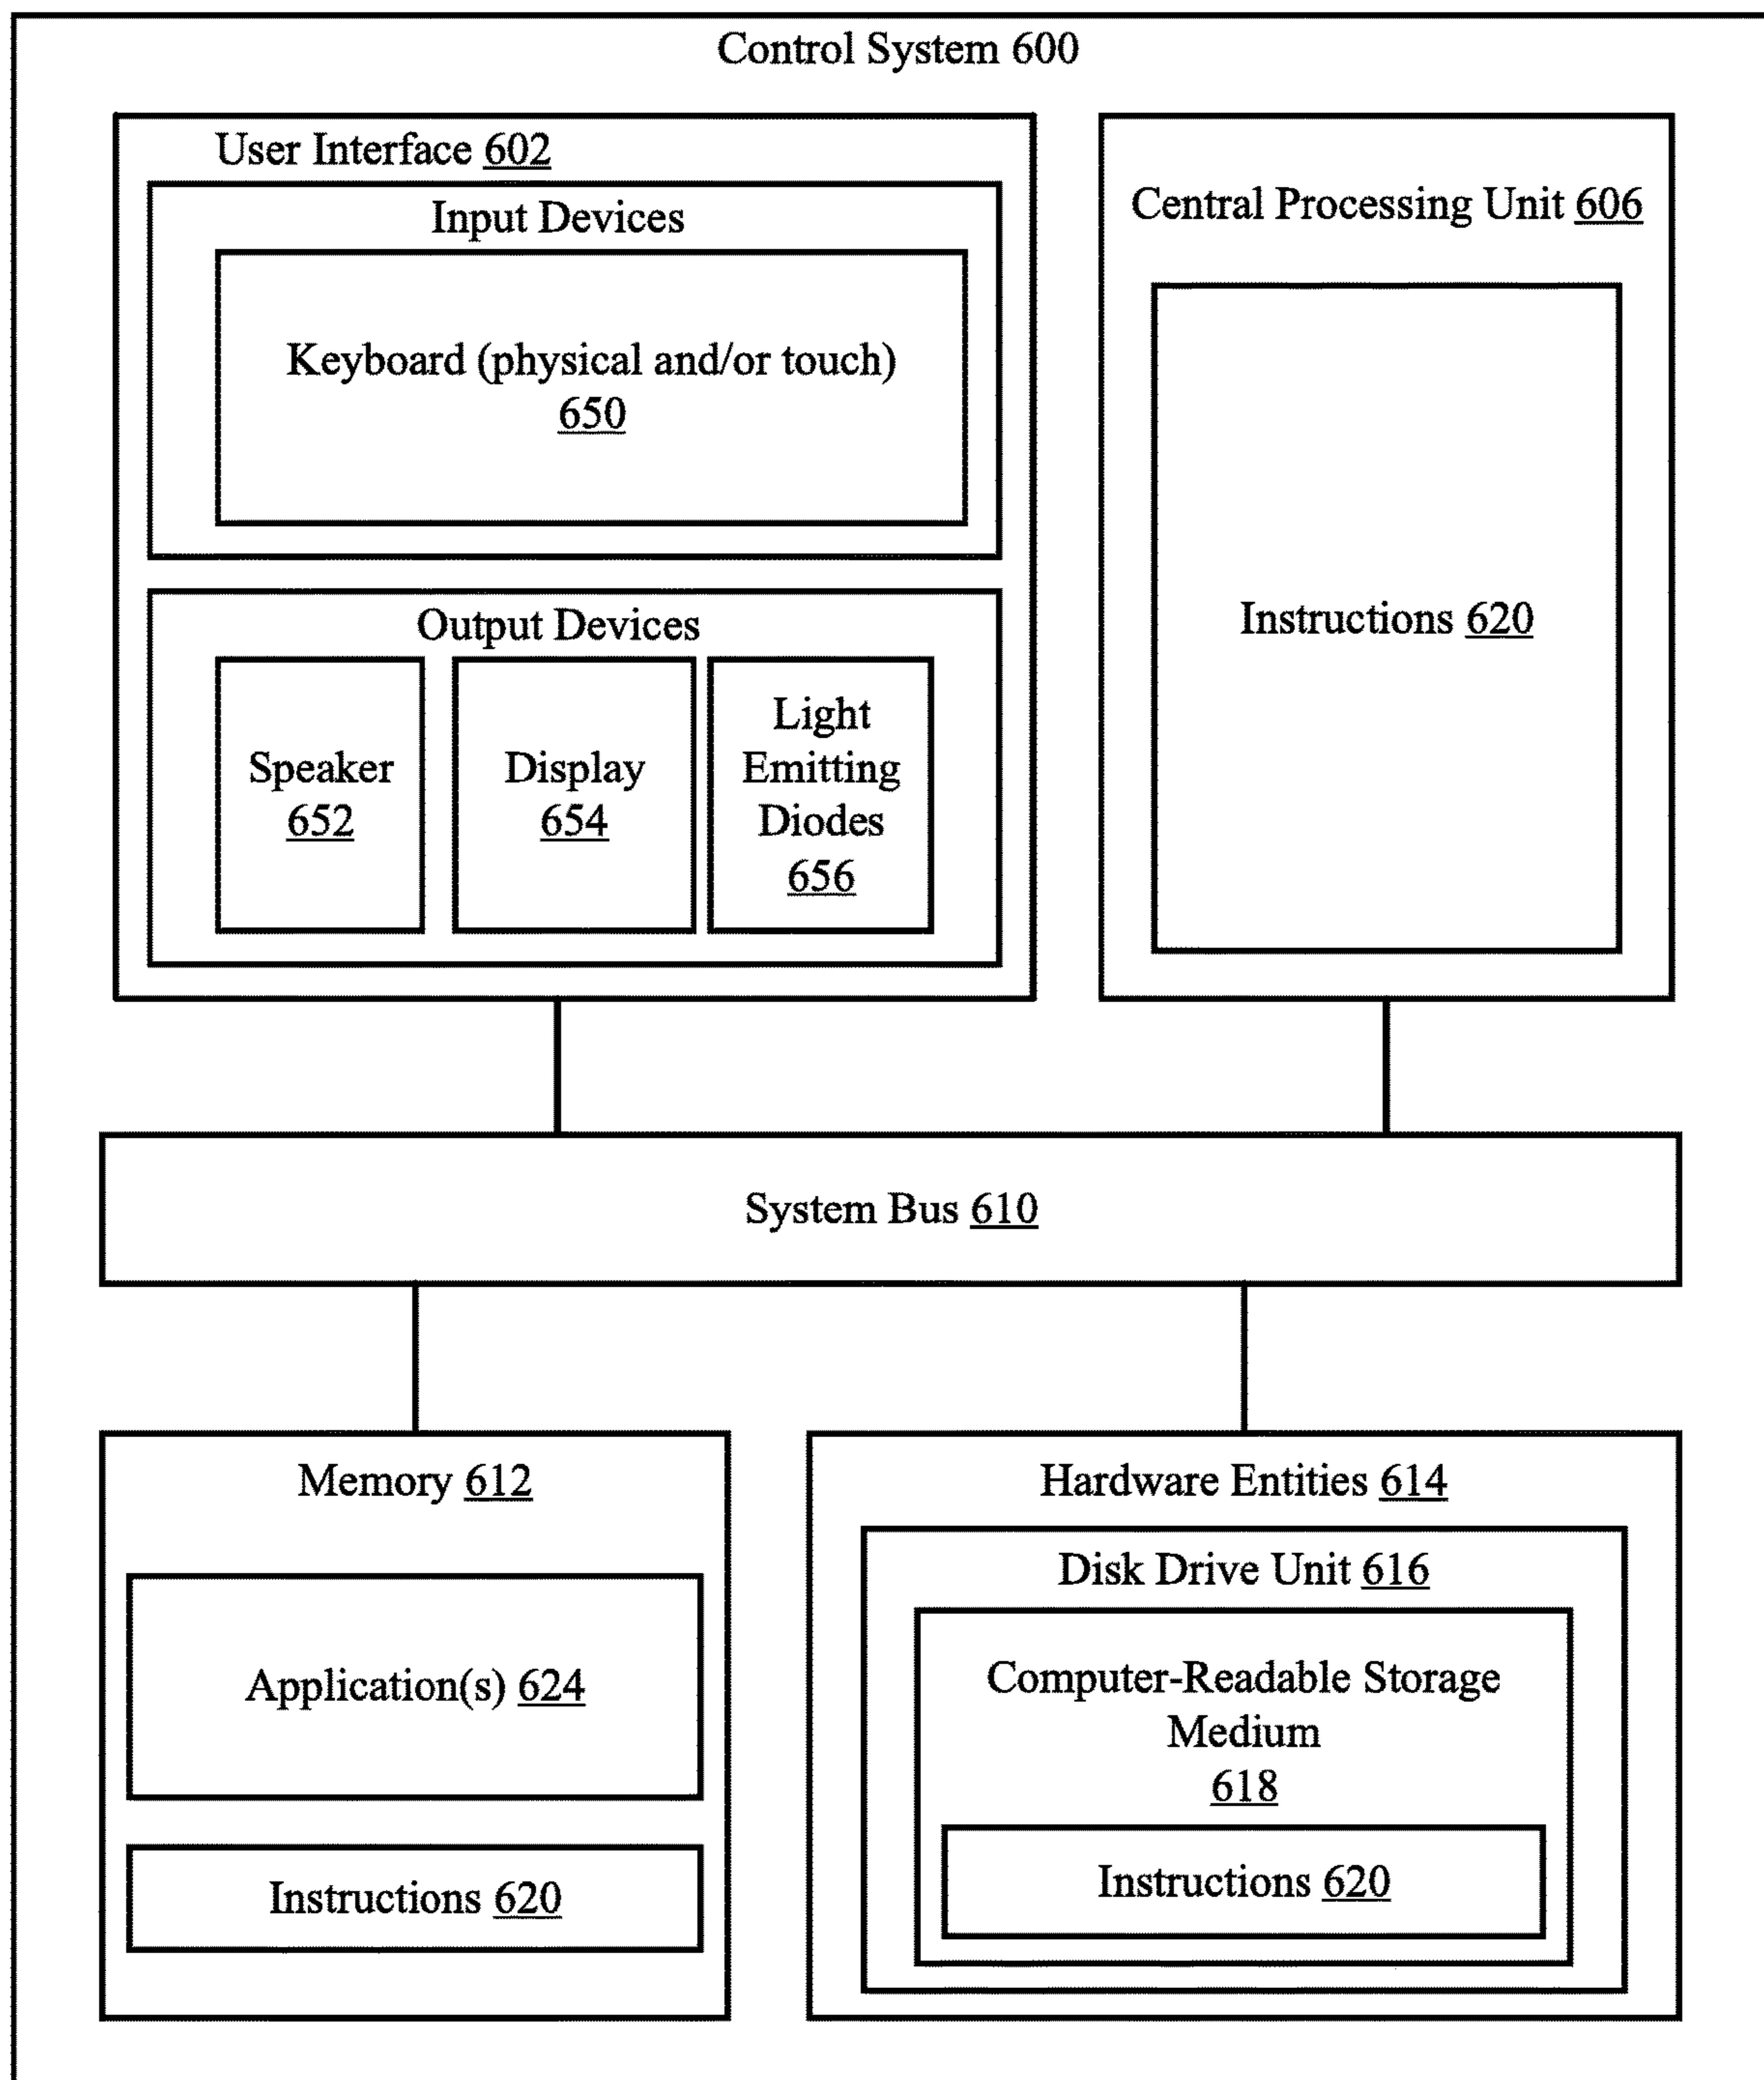 Control System 600
User Interface 602
Input Devices
Keyboard (physical and/or touch)
650
Output Devices
Speaker
652
Display
654
Light
Emitting
Diodes
656
Central Processing Unit 606
Instructions 620
System Bus 610
Memory 612
Application(s) 624
Instructions 620
Hardware Entities 614
Disk Drive Unit 616
Computer-Readable Storage
Medium
618
Instructions 620